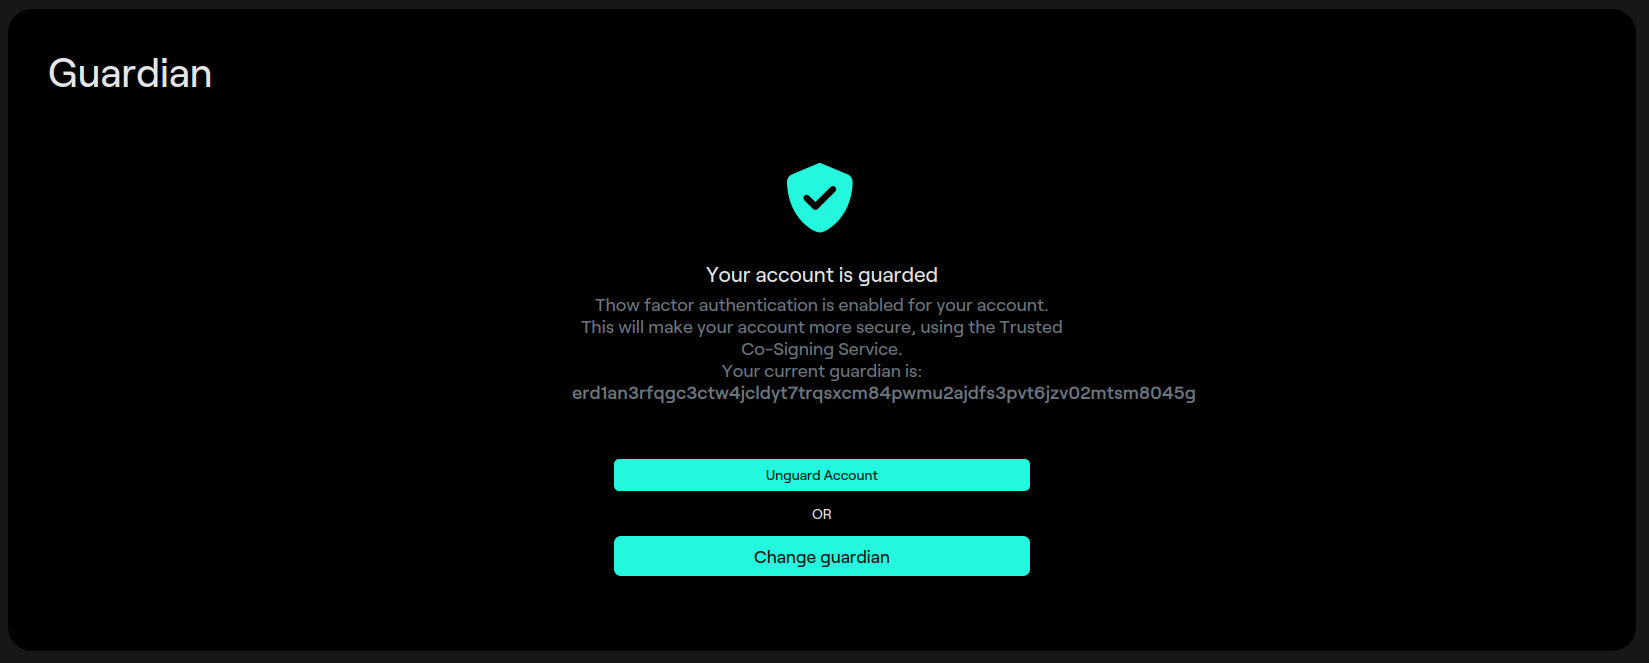 Guardian
Your account is guarded
Thow factor authentication is enabled for your account.
This will make your account more secure, using the Trusted
Co-Signing Service.
Your current guardian is:
erd1an3rfqgc3ctw4jcldyt7trqsxcm84pwmu2ajdfs3pvt6jzv02mtsm8045g
Unguard Account
OR
Change guardian